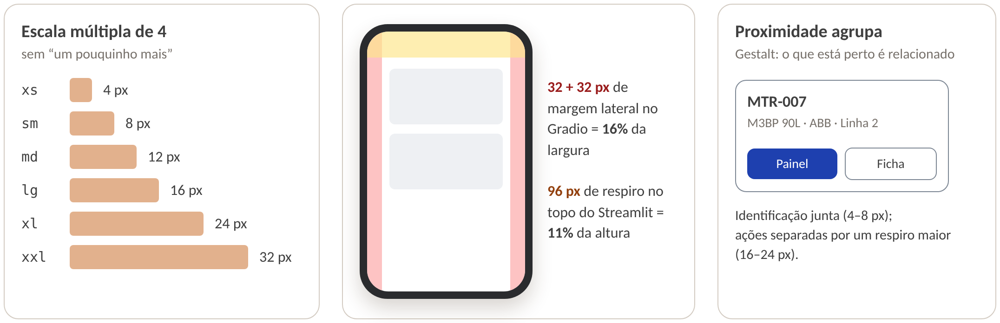 Escala múltipla de 4
sem “um pouquinho mais”
xs 4 px
sm 8 px
md 12 px
lg 16 px
xl 24 px
xxl 32 px
32 + 32 px de
margem lateral no
Gradio = 16% da
largura
96 px de respiro no
topo do Streamlit =
11% da altura
Proximidade agrupa
Gestalt: o que está perto é relacionado
MTR-007
M3BP 90L · ABB · Linha 2
Painel Ficha
Identificação junta (4–8 px);
ações separadas por um respiro maior
(16–24 px).